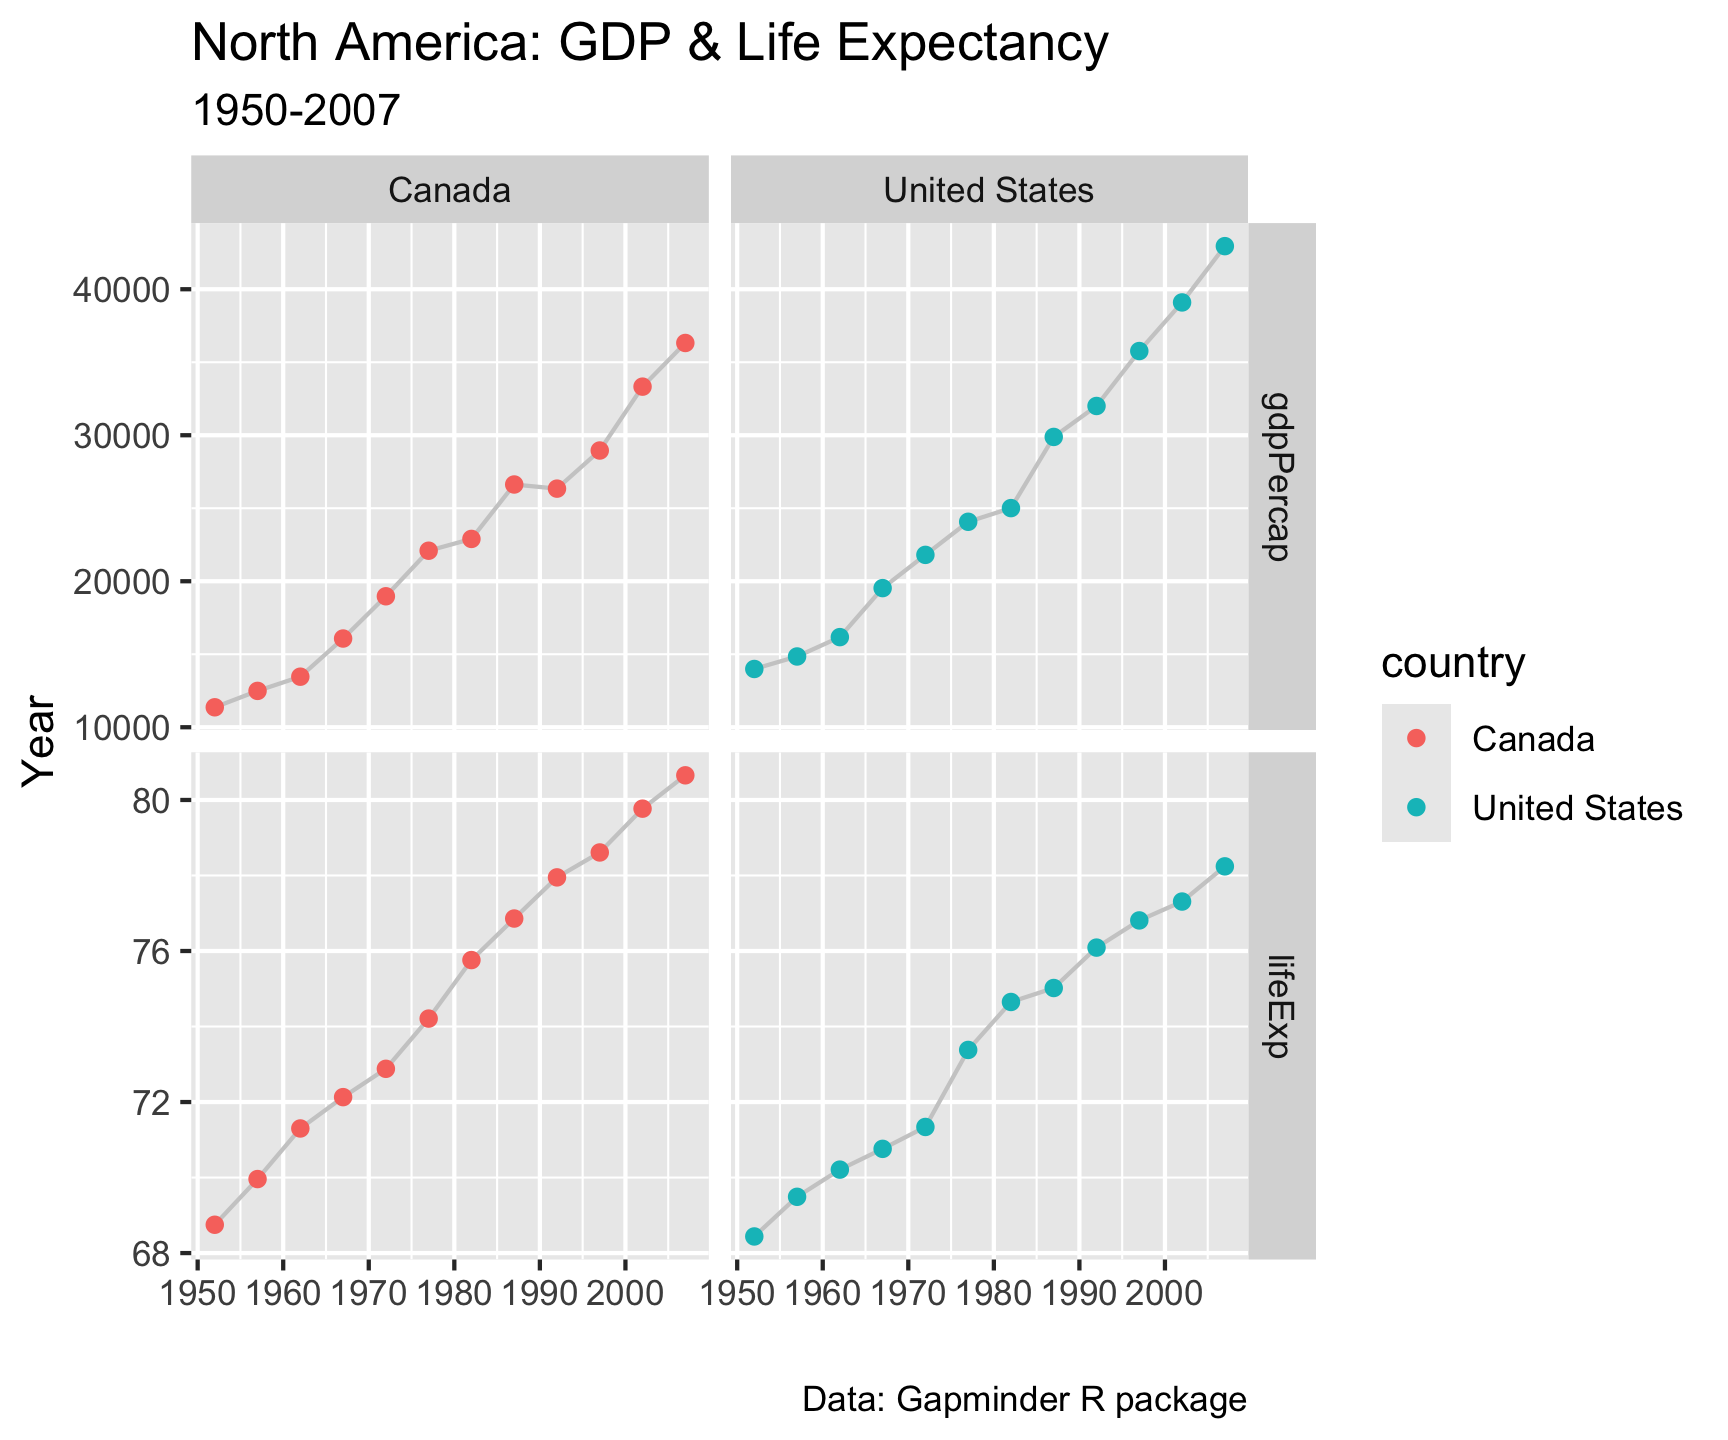 North America: GDP & Life Expectancy
1950-2007
Canada
United States
40000
30000
20000
10000
gdpPercap
Year
80
76
72
68
lifeExp
1950 1960 1970 1980 1990 2000
1950 1960 1970 1980 1990 2000
country
Canada
United States
Data: Gapminder R package